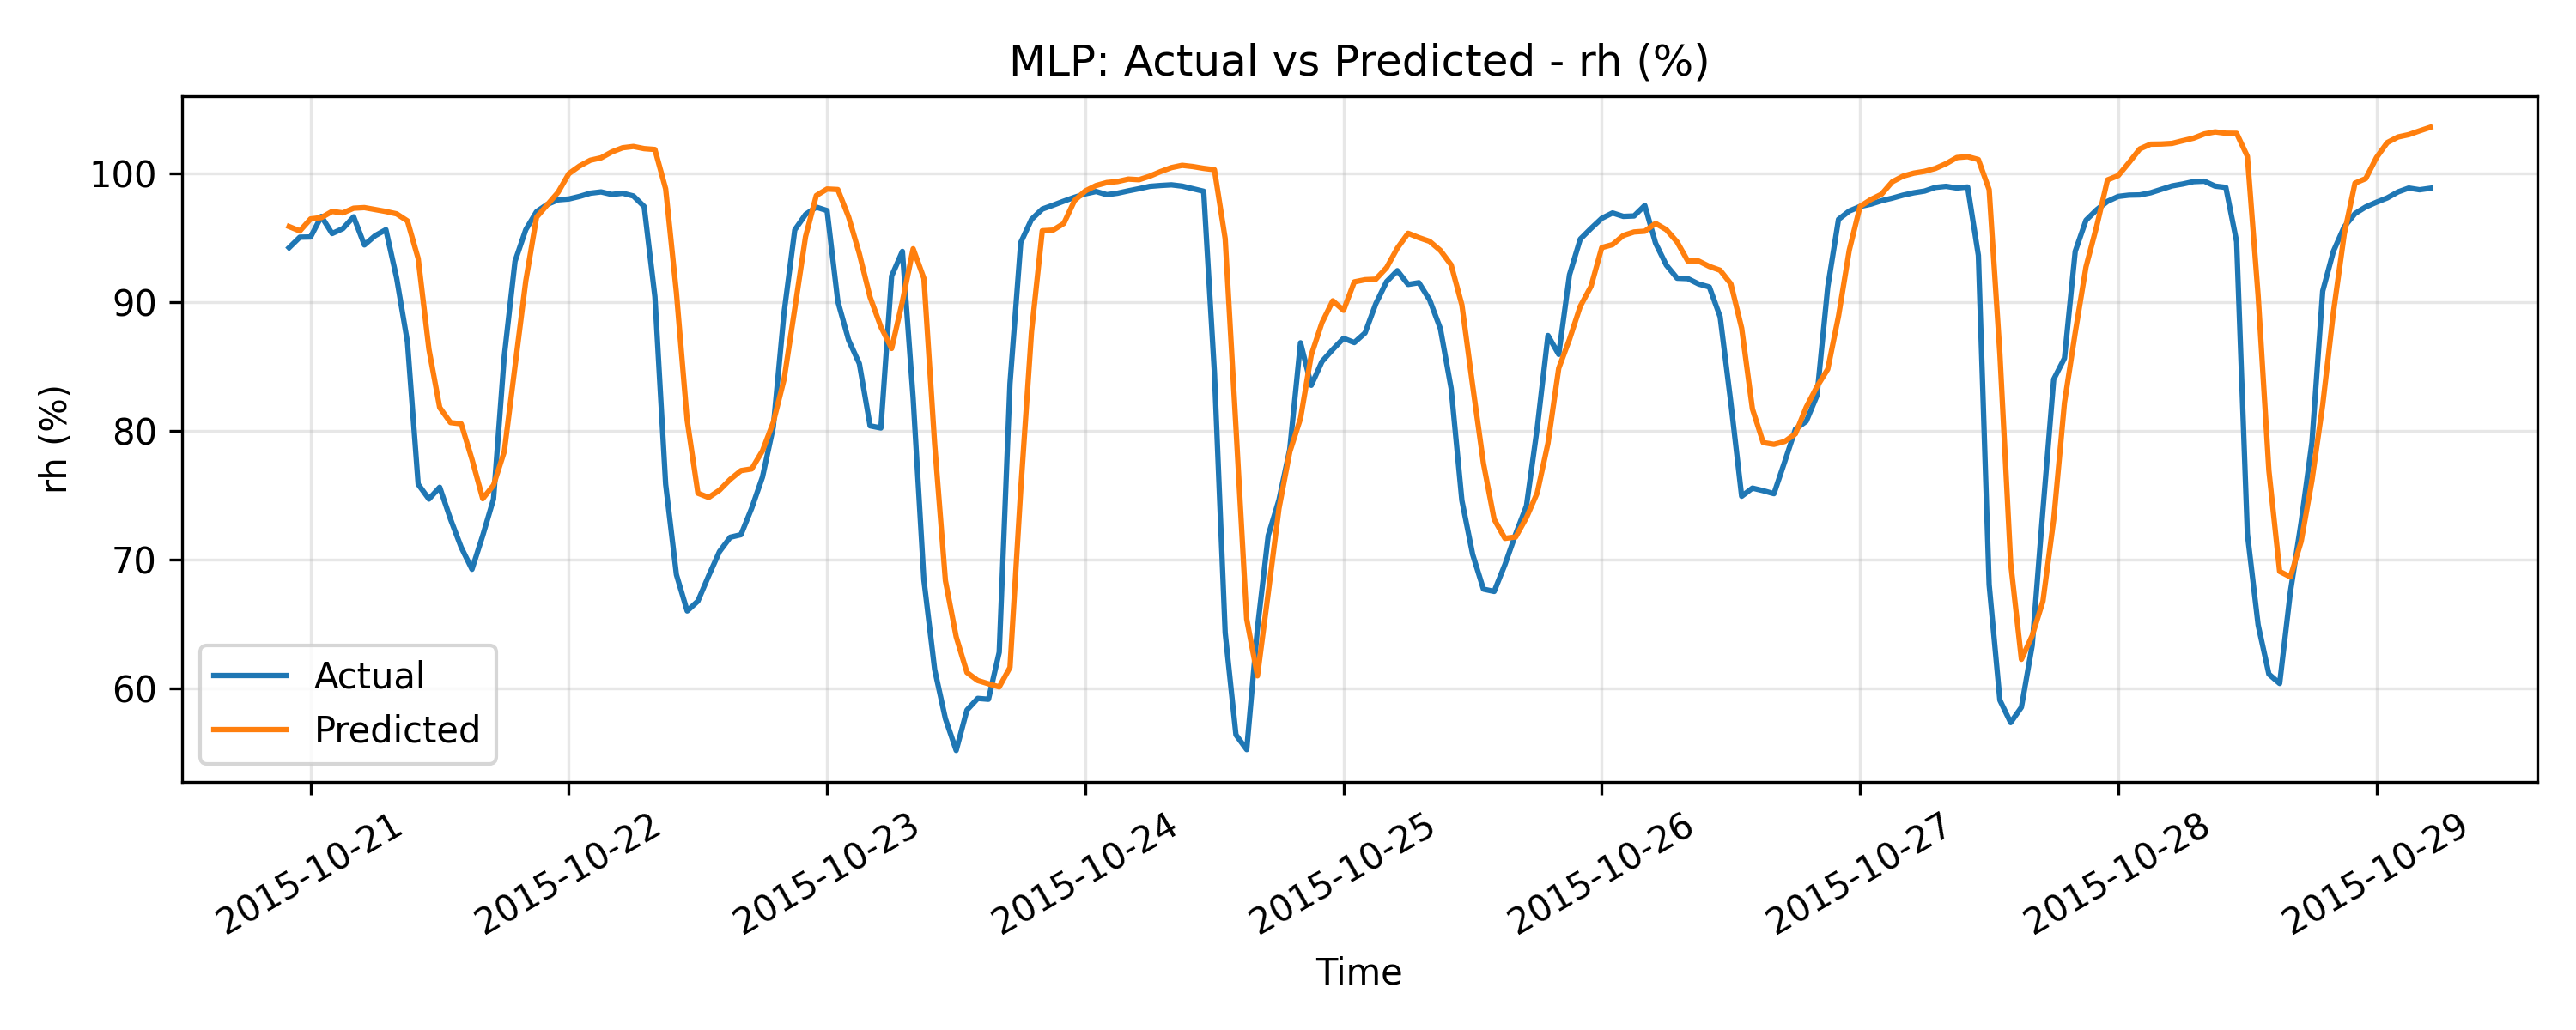 MLP: Actual vs Predicted - rh (%)
rh (%)
100
90
80
70
60
Actual
Predicted
2015-10-21
2015-10-22
2015-10-23
2015-10-24
2015-10-25
2015-10-26
2015-10-27
2015-10-28
2015-10-29
Time